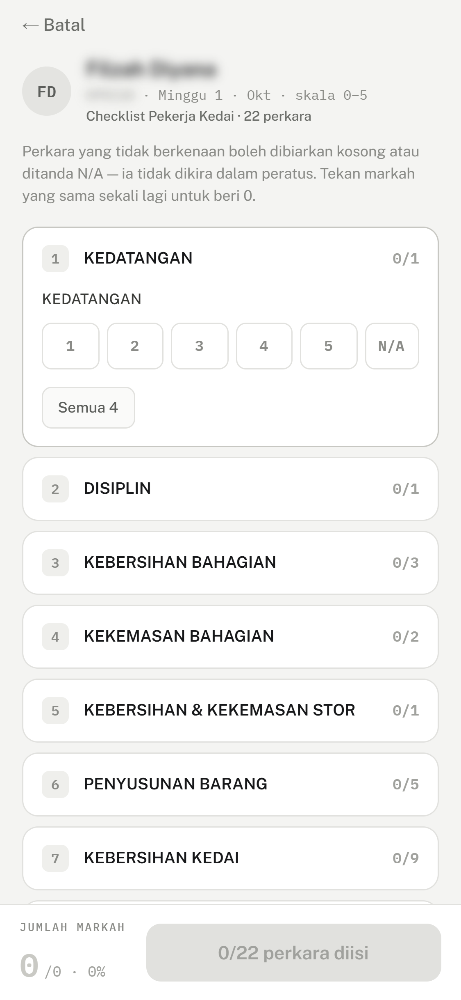 ← Batal
FD
· Minggu 1 · Okt · skala 0–5
Checklist Pekerja Kedai · 22 perkara
Perkara yang tidak berkenaan boleh dibiarkan kosong atau
ditanda N/A — ia tidak dikira dalam peratus. Tekan markah
yang sama sekali lagi untuk beri 0.
1 KEDATANGAN 0/1
KEDATANGAN
1 2 3 4 5 N/A
Semua 4
2 DISIPLIN 0/1
3 KEBERSIHAN BAHAGIAN 0/3
4 KEKEMASAN BAHAGIAN 0/2
5 KEBERSIHAN & KEKEMASAN STOR 0/1
6 PENYUSUNAN BARANG 0/5
7 KEBERSIHAN KEDAI 0/9
JUMLAH MARKAH
0 /0 · 0%
0/22 perkara diisi